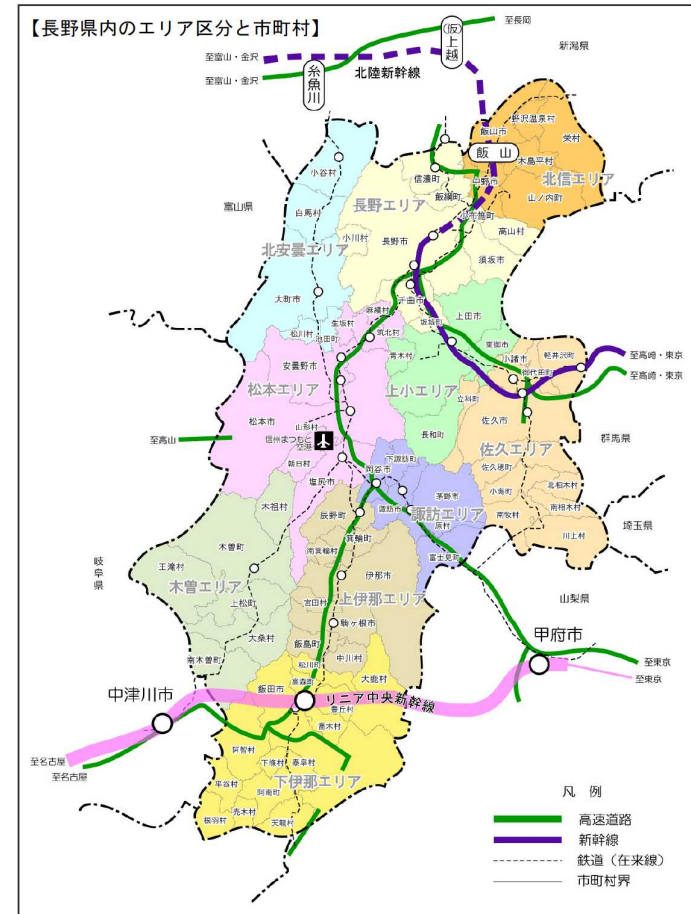 【長野県内のエリア区分と市町村】
至長岡
(仮)上越
新潟県
至富山・金沢
北陸新幹線
至富山・金沢
糸魚川
野沢温泉村
飯山市
栄村
飯山
木島平村
小谷村
信濃町
中野市
北信エリア
飯綱町
山ノ内町
富山県
長野エリア
白馬村
小布施町
小川村
長野市
高山村
北安曇エリア
須坂市
大町市
千曲市
麻績村
上田市
生坂村
坂城町
松川村
筑北村
池田町
東御市
軽井沢町
青木村
小諸市
至高崎・東京
安曇野市
御代田町
至高崎・東京
松本エリア
上小エリア
立科町
松本市
佐久市
山形村
長和町
群馬県
至高山
信州まつもと空港
佐久エリア
下諏訪町
朝日村
岡谷市
佐久穂町
塩尻市
茅野市
北相木村
小海町
木祖村
諏訪市
諏訪エリア
南相木村
辰野町
原村
南牧村
埼玉県
川上村
木曽町
南箕輪村
箕輪町
富士見町
王滝村
岐阜県
伊那市
木曽エリア
上伊那エリア
山梨県
上松町
宮田村
駒ヶ根市
大桑村
飯島町
甲府市
中川村
南木曽町
松川町
至東京
大鹿村
至東京
中津川市
飯田市
高森町
リニア中央新幹線
豊丘村
喬木村
至名古屋
阿智村
至名古屋
下條村
泰阜村
下伊那エリア
平谷村
阿南町
凡 例
売木村
根羽村
天龍村
高速道路
新幹線
鉄道（在来線）
市町村界